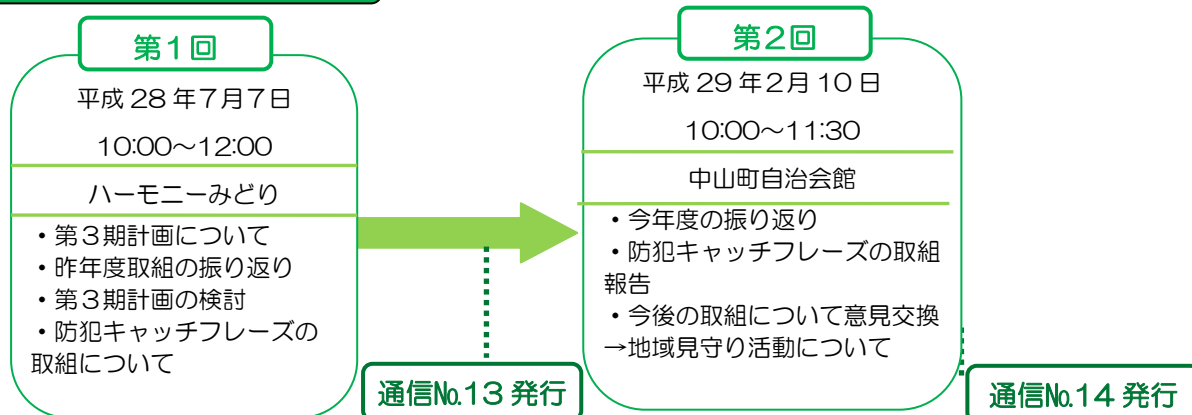 第1回
平成 28 年7月7日
10:00～12:00
ハーモニーみどり
・第3期計画について
・昨年度取組の振り返り
・第3期計画の検討
・防犯キャッチフレーズの
取組について
通信№13 発行
第2回
平成 29 年2月 10 日
10:00～11:30
中山町自治会館
・今年度の振り返り
・防犯キャッチフレーズの取組
報告
・今後の取組について意見交換
→地域見守り活動について
通信№14 発行